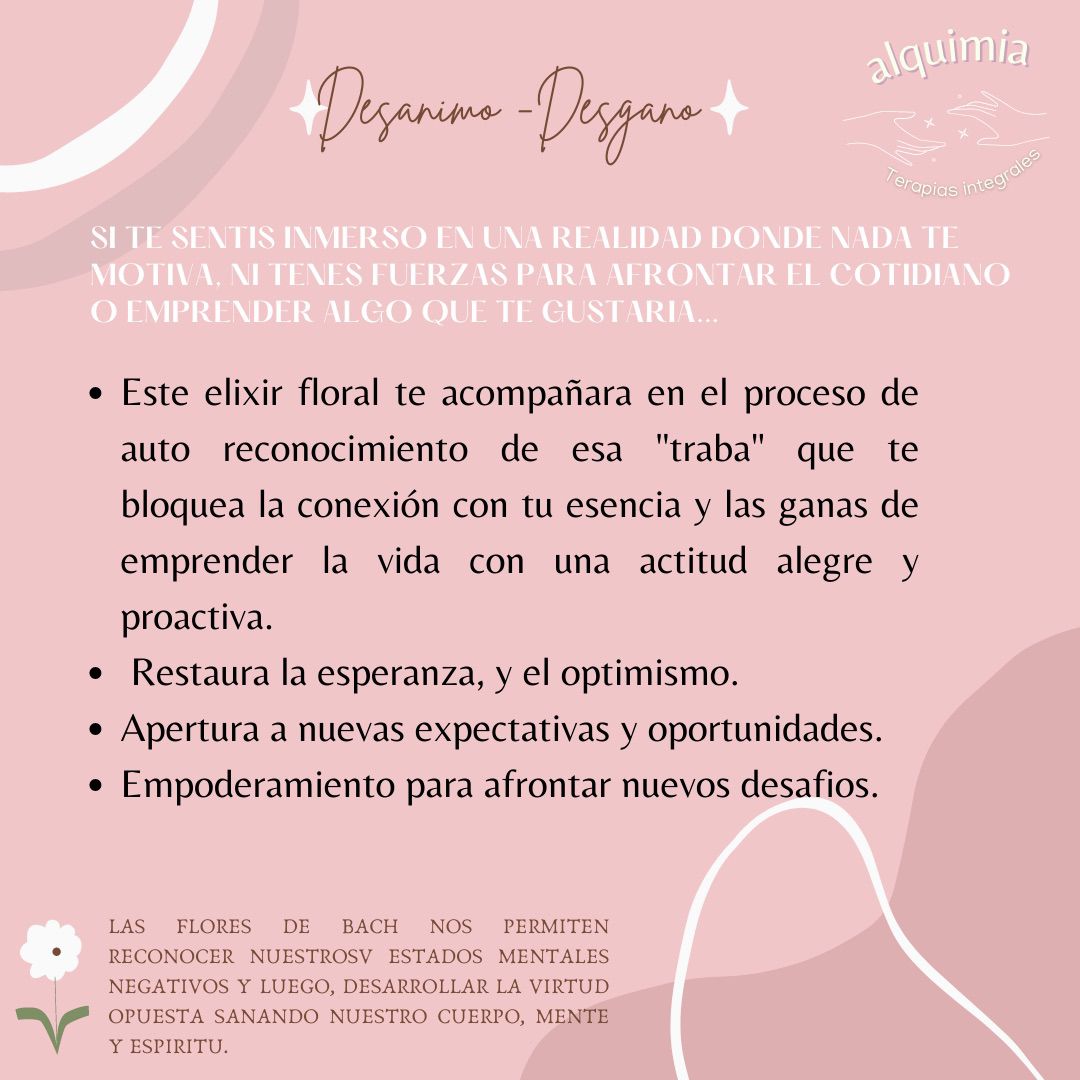 Desanimo - Desgano
alquimia
Terapias integrales
SI TE SENTIS INMERSO EN UNA REALIDAD DONDE NADA TE
MOTIVA, NI TENES FUERZAS PARA AFRONTAR EL COTIDIANO
O EMPRENDER ALGO QUE TE GUSTARIA...
• Este elixir floral te acompañara en el proceso de
auto reconocimiento de esa "traba" que te
bloquea la conexión con tu esencia y las ganas de
emprender la vida con una actitud alegre y
proactiva.
• Restaura la esperanza, y el optimismo.
• Apertura a nuevas expectativas y oportunidades.
• Empoderamiento para afrontar nuevos desafios.
LAS FLORES DE BACH NOS PERMITEN
RECONOCER NUESTROSV ESTADOS MENTALES
NEGATIVOS Y LUEGO, DESARROLLAR LA VIRTUD
OPUESTA SANANDO NUESTRO CUERPO, MENTE
Y ESPIRITU.